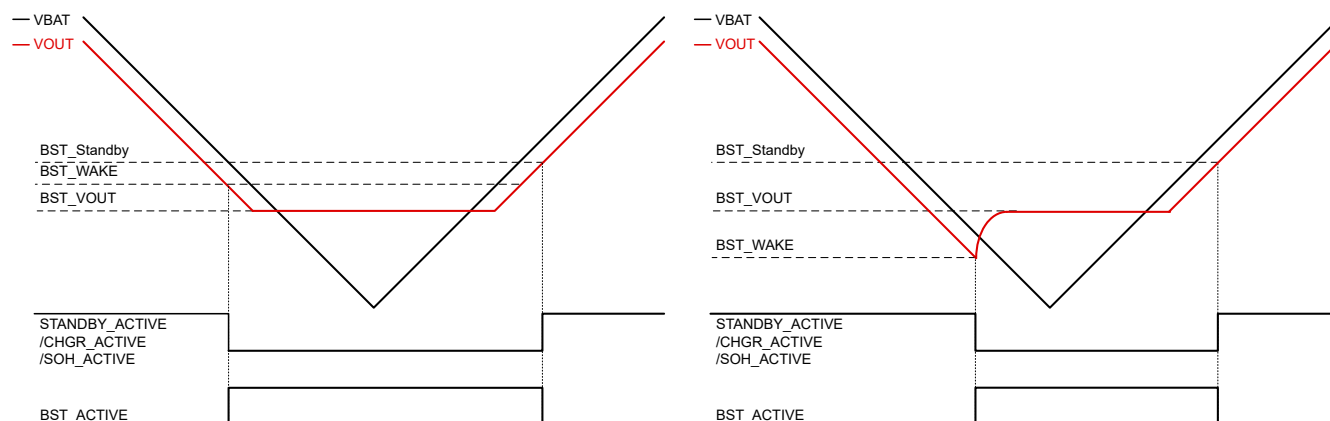 VBAT
VOUT
BST_Standby
BST_WAKE
BST_VOUT
STANDBY_ACTIVE
/CHGR_ACTIVE
/SOH_ACTIVE
BST_ACTIVE
VBAT
VOUT
BST_Standby
BST_VOUT
BST_WAKE
STANDBY_ACTIVE
/CHGR_ACTIVE
/SOH_ACTIVE
BST_ACTIVE